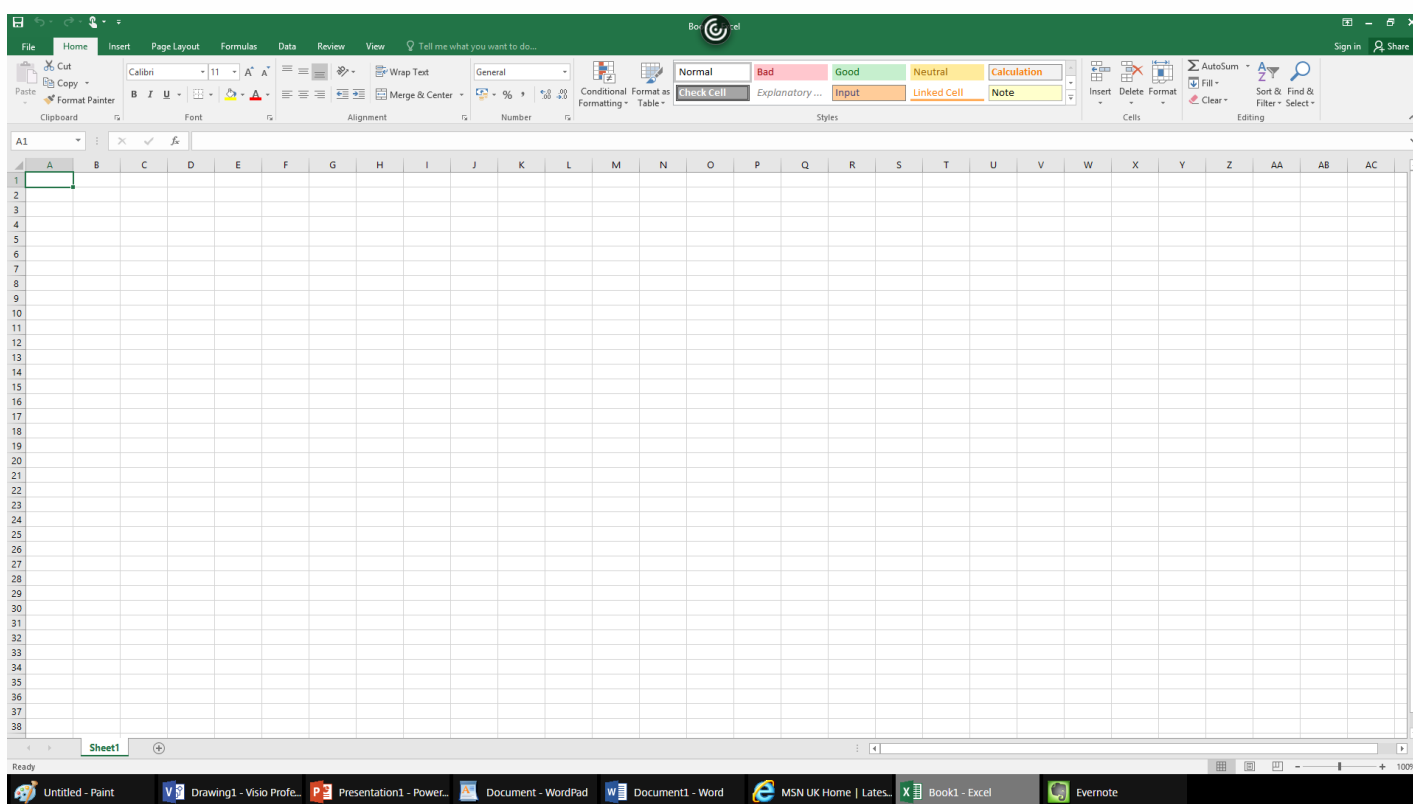 Boo cel
File Home Insert Page Layout Formulas Data Review View Tell me what you want to do... Sign in Share
Cut
Copy
Paste
Format Painter
Clipboard
Calibri 11 A A
B I U A
Font
Wrap Text
Merge & Center
Alignment
General
% , .00 .00
Number
Conditional Formatting
Format as Table
Normal Bad Good Neutral Calculation
Check Cell Explanatory ... Input Linked Cell Note
Styles
Insert Delete Format
Cells
AutoSum
Fill
Clear
Sort & Filter
Find & Select
Editing
A1 fx
A B C D E F G H I J K L M N O P Q R S T U V W X Y Z AA AB AC
1
2
3
4
5
6
7
8
9
10
11
12
13
14
15
16
17
18
19
20
21
22
23
24
25
26
27
28
29
30
31
32
33
34
35
36
37
38
Sheet1
Ready 100%
Untitled - Paint Drawing1 - Visio Profe... Presentation1 - Power... Document - WordPad Document1 - Word MSN UK Home | Lates... Book1 - Excel Evernote